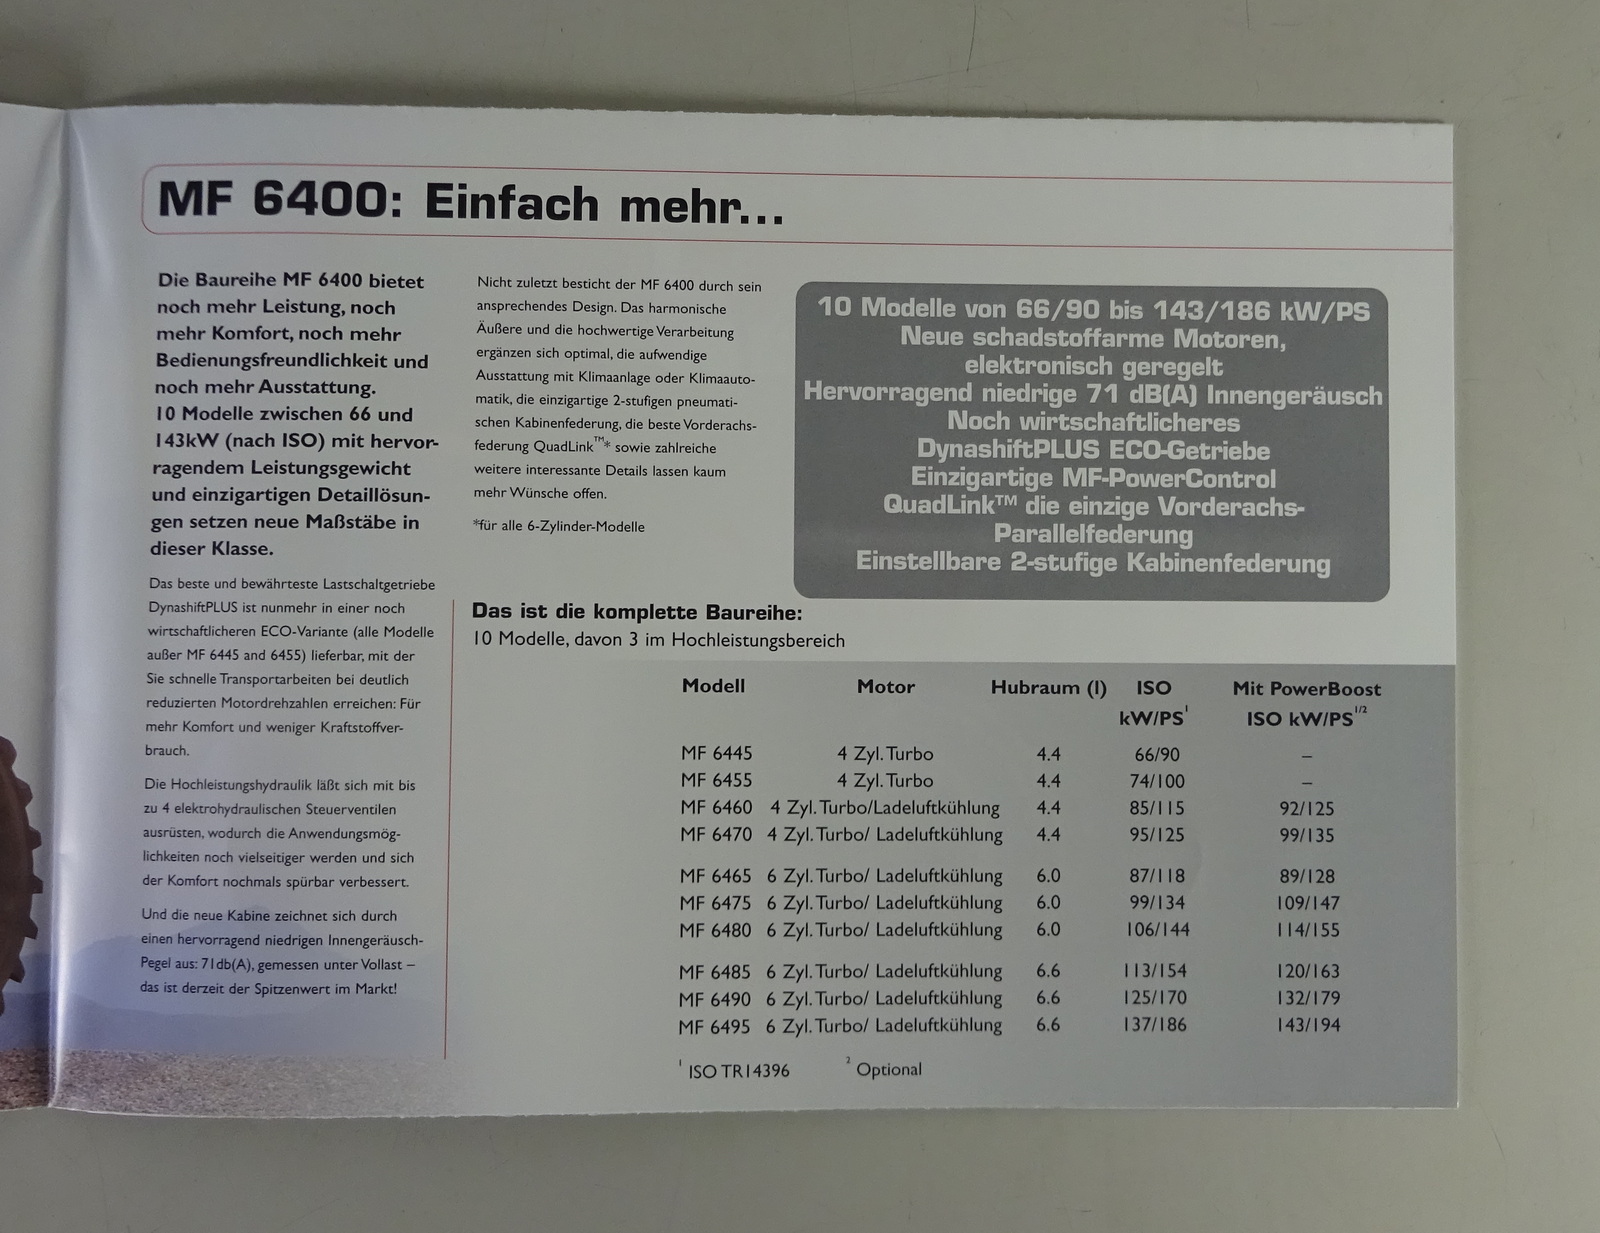 MF 6400: Einfach mehr...
Die Baureihe MF 6400 bietet
noch mehr Leistung, noch
mehr Komfort, noch mehr
Bedienungsfreundlichkeit und
noch mehr Ausstattung.
10 Modelle zwischen 66 und
143kW (nach ISO) mit hervor-
ragendem Leistungsgewicht
und einzigartigen Detaillösun-
gen setzen neue Maßstäbe in
dieser Klasse.
Das beste und bewährteste Lastschaltgetriebe
DynashiftPLUS ist nunmehr in einer noch
wirtschaftlicheren ECO-Variante (alle Modelle
außer MF 6445 and 6455) lieferbar, mit der
Sie schnelle Transportarbeiten bei deutlich
reduzierten Motordrehzahlen erreichen: Für
mehr Komfort und weniger Kraftstoffver-
brauch.
Die Hochleistungshydraulik läßt sich mit bis
zu 4 elektrohydraulischen Steuerventilen
ausrüsten, wodurch die Anwendungsmög-
lichkeiten noch vielseitiger werden und sich
der Komfort nochmals spürbar verbessert.
Und die neue Kabine zeichnet sich durch
einen hervorragend niedrigen Innengeräusch-
Pegel aus: 71db(A), gemessen unter Vollast –
das ist derzeit der Spitzenwert im Markt!
Nicht zuletzt besticht der MF 6400 durch sein
ansprechendes Design. Das harmonische
Äußere und die hochwertige Verarbeitung
ergänzen sich optimal, die aufwendige
Ausstattung mit Klimaanlage oder Klimaauto-
matik, die einzigartige 2-stufigen pneumati-
schen Kabinenfederung, die beste Vorderachs-
federung QuadLink™* sowie zahlreiche
weitere interessante Details lassen kaum
mehr Wünsche offen.
*für alle 6-Zylinder-Modelle
10 Modelle von 66/90 bis 143/186 kW/PS
Neue schadstoffarme Motoren,
elektronisch geregelt
Hervorragend niedrige 71 dB(A) Innengeräusch
Noch wirtschaftlicheres
DynashiftPLUS ECO-Getriebe
Einzigartige MF-PowerControl
QuadLink™ die einzige Vorderachs-
Parallelfederung
Einstellbare 2-stufige Kabinenfederung
Das ist die komplette Baureihe:
10 Modelle, davon 3 im Hochleistungsbereich
Modell Motor Hubraum (l) ISO Mit PowerBoost
kW/PS¹ ISO kW/PS¹/²
MF 6445 4 Zyl. Turbo 4.4 66/90 –
MF 6455 4 Zyl. Turbo 4.4 74/100 –
MF 6460 4 Zyl. Turbo/Ladeluftkühlung 4.4 85/115 92/125
MF 6470 4 Zyl. Turbo/ Ladeluftkühlung 4.4 95/125 99/135
MF 6465 6 Zyl. Turbo/ Ladeluftkühlung 6.0 87/118 89/128
MF 6475 6 Zyl. Turbo/ Ladeluftkühlung 6.0 99/134 109/147
MF 6480 6 Zyl. Turbo/ Ladeluftkühlung 6.0 106/144 114/155
MF 6485 6 Zyl. Turbo/ Ladeluftkühlung 6.6 113/154 120/163
MF 6490 6 Zyl. Turbo/ Ladeluftkühlung 6.6 125/170 132/179
MF 6495 6 Zyl. Turbo/ Ladeluftkühlung 6.6 137/186 143/194
¹ ISO TR14396 ² Optional